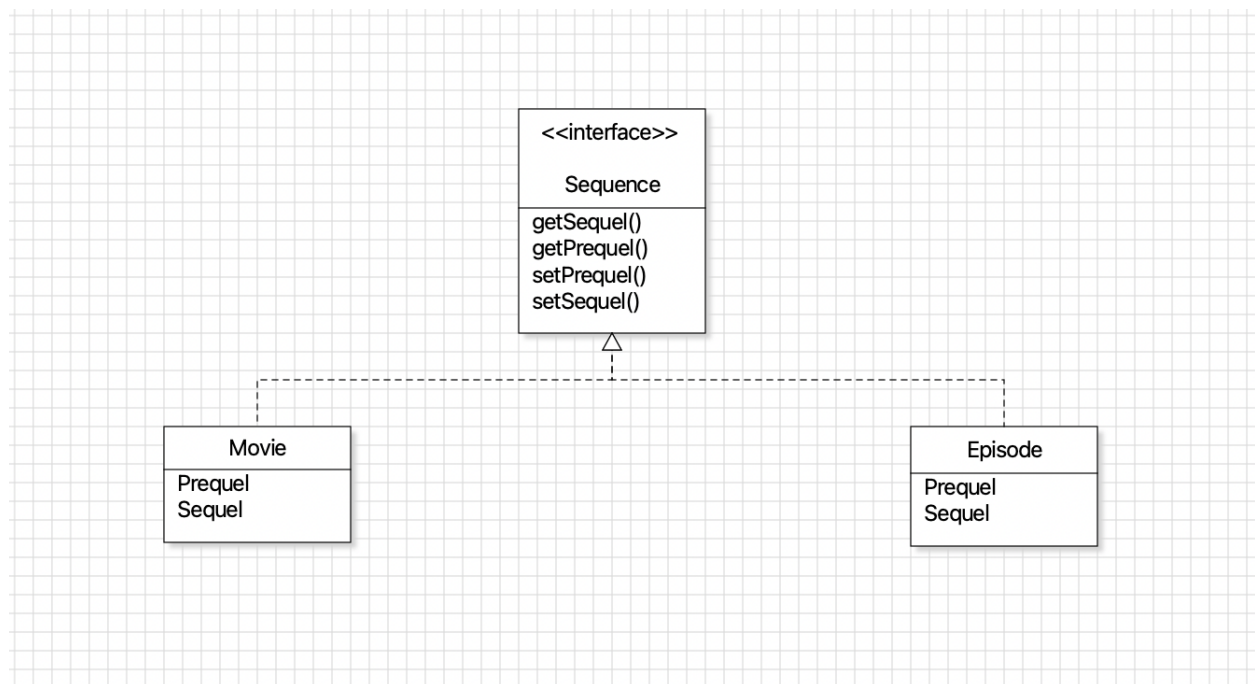 <<interface>>
Sequence
getSequel()
getPrequel()
setPrequel()
setSequel()
Movie
Prequel
Sequel
Episode
Prequel
Sequel